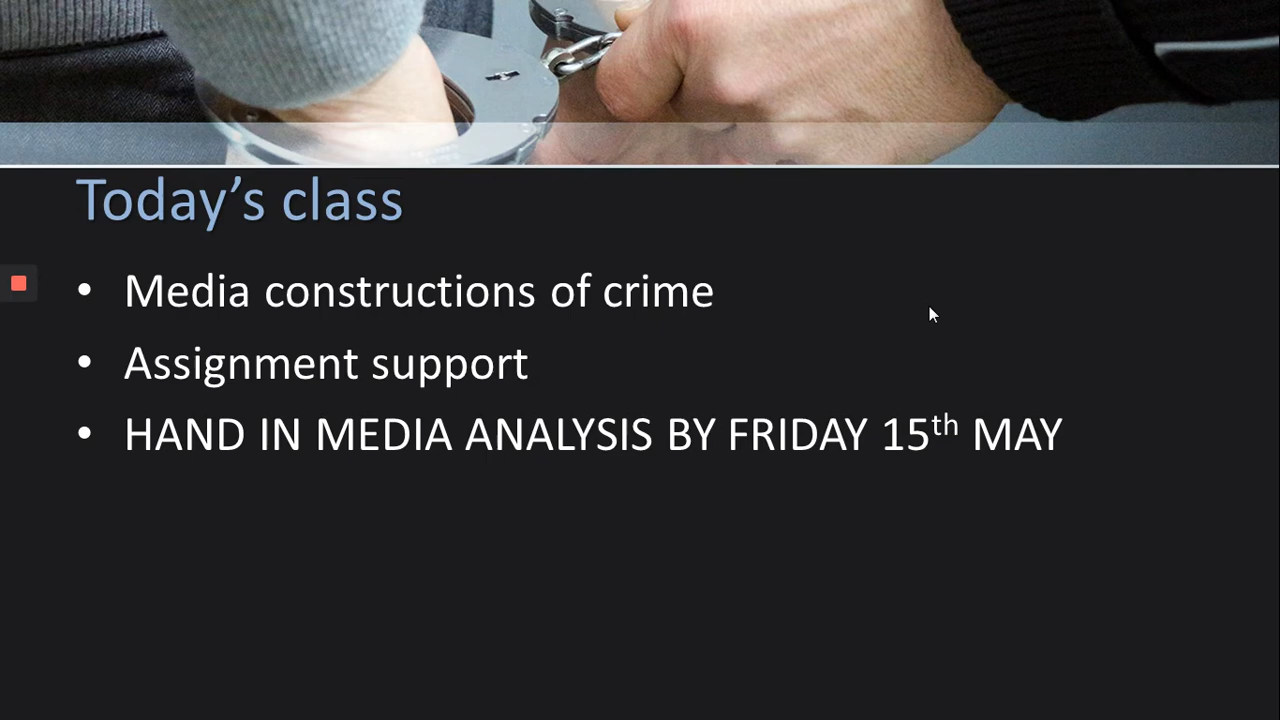 Today’s class
• Media constructions of crime
• Assignment support
• HAND IN MEDIA ANALYSIS BY FRIDAY 15th MAY